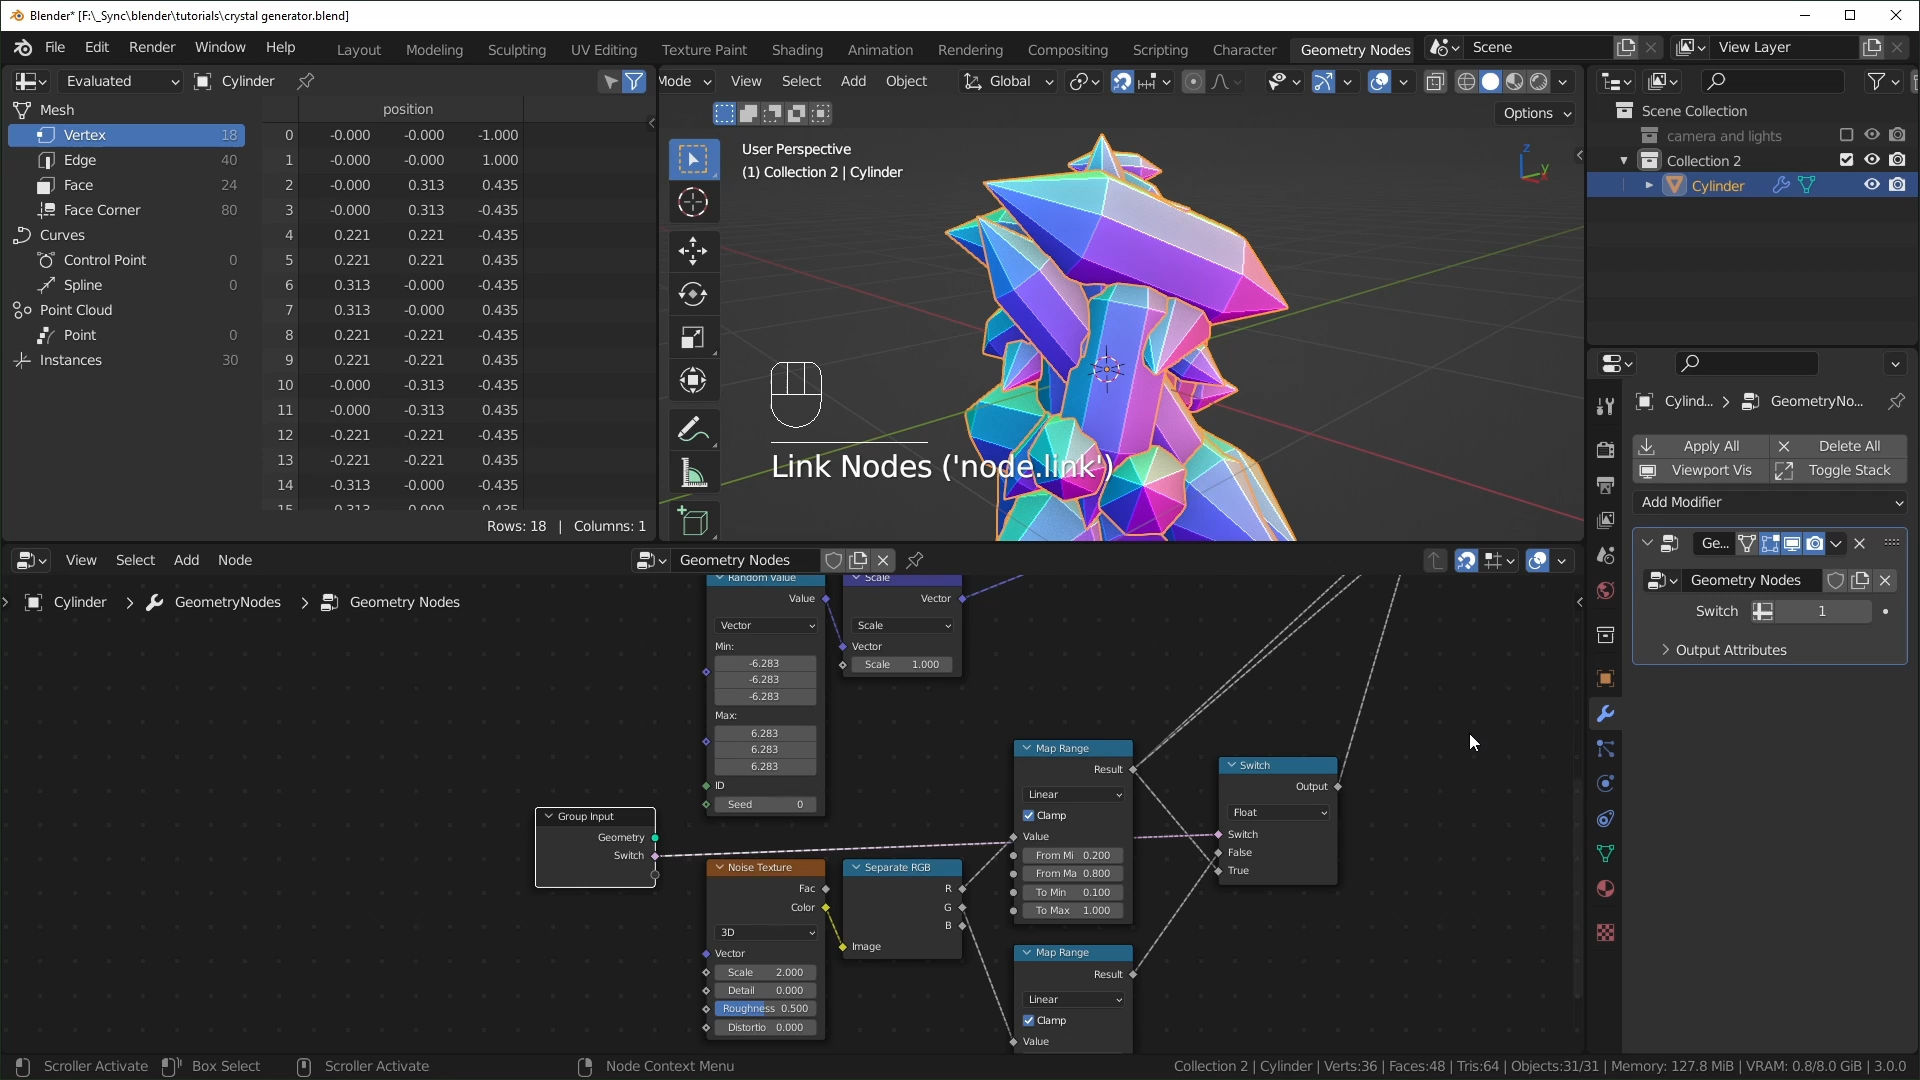 Blender* [F:\_Sync\blender\tutorials\crystal generator.blend]
File Edit Render Window Help
Layout Modeling Sculpting UV Editing Texture Paint Shading Animation Rendering Compositing Scripting Character Geometry Nodes
Scene
View Layer
Evaluated
Cylinder
Mode View Select Add Object
Global
Options
Mesh
Vertex 18
Edge 40
Face 24
Face Corner 80
Curves
Control Point 0
Spline 0
Point Cloud
Point 0
Instances 30
position
0 -0.000 -0.000 -1.000
1 -0.000 -0.000 1.000
2 -0.000 0.313 0.435
3 -0.000 0.313 -0.435
4 0.221 0.221 -0.435
5 0.221 0.221 0.435
6 0.313 -0.000 -0.435
7 0.313 -0.000 0.435
8 0.221 -0.221 0.435
9 0.221 -0.221 0.435
10 -0.000 -0.313 -0.435
11 -0.000 -0.313 0.435
12 -0.221 -0.221 0.435
13 -0.221 -0.221 0.435
14 -0.313 -0.000 -0.435
15 0.313 0.000 0.435
Rows: 18 | Columns: 1
User Perspective
(1) Collection 2 | Cylinder
Z
Y
Link Nodes ('node.link')
Scene Collection
camera and lights
Collection 2
Cylinder
Cylind... > GeometryNo...
Apply All
Delete All
Viewport Vis
Toggle Stack
Add Modifier
Ge...
Geometry Nodes
Switch 1
Output Attributes
View Select Add Node
Geometry Nodes
Cylinder > GeometryNodes > Geometry Nodes
Random Value
Value
Vector
Min:
-6.283
-6.283
-6.283
Max:
6.283
6.283
6.283
ID
Seed 0
Scale
Vector
Scale
Vector
Scale 1.000
Group Input
Geometry
Switch
Noise Texture
Fac
Color
3D
Vector
Scale 2.000
Detail 0.000
Roughness 0.500
Distortio 0.000
Separate RGB
R
G
B
Image
Map Range
Result
Linear
Clamp
Value
From Mi 0.200
From Ma 0.800
To Min 0.100
To Max 1.000
Map Range
Result
Linear
Clamp
Value
Switch
Output
Float
Switch
False
True
Scroller Activate
Box Select
Scroller Activate
Node Context Menu
Collection 2 | Cylinder | Verts:36 | Faces:48 | Tris:64 | Objects:31/31 | Memory: 127.8 MiB | VRAM: 0.8/8.0 GiB | 3.0.0